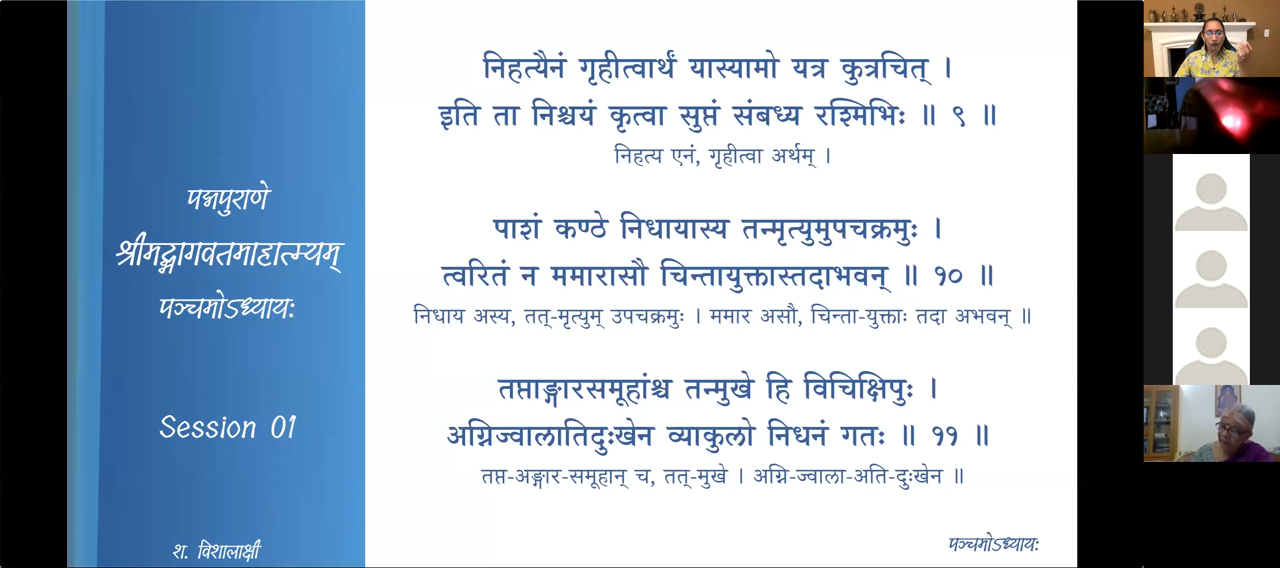 पद्मपुराणे
श्रीमद्भागवतमाहात्म्यम्
पञ्चमोऽध्यायः
Session 01
श. विशालाक्षी
निहत्यैनं गृहीत्वार्थं यास्यामो यत्र कुत्रचित् ।
इति ता निश्चयं कृत्वा सुप्तं संबध्य रश्मिभिः ॥ ९ ॥
निहत्य एनं, गृहीत्वा अर्थम् ।
पाशं कण्ठे निधायास्य तन्मृत्युमुपचक्रमुः ।
त्वरितं न ममारासौ चिन्तायुक्तास्तदाभवन् ॥ १० ॥
निधाय अस्य, तत्-मृत्युम् उपचक्रमुः । ममार असौ, चिन्ता-युक्ताः तदा अभवन् ॥
तप्ताङ्गारसमूहांश्च तन्मुखे हि विचिक्षिपुः ।
अग्निज्वालातिदुःखेन व्याकुलो निधनं गतः ॥ ११ ॥
तप्त-अङ्गार-समूहान् च, तत्-मुखे । अग्नि-ज्वाला-अति-दुःखेन ॥
पञ्चमोऽध्यायः